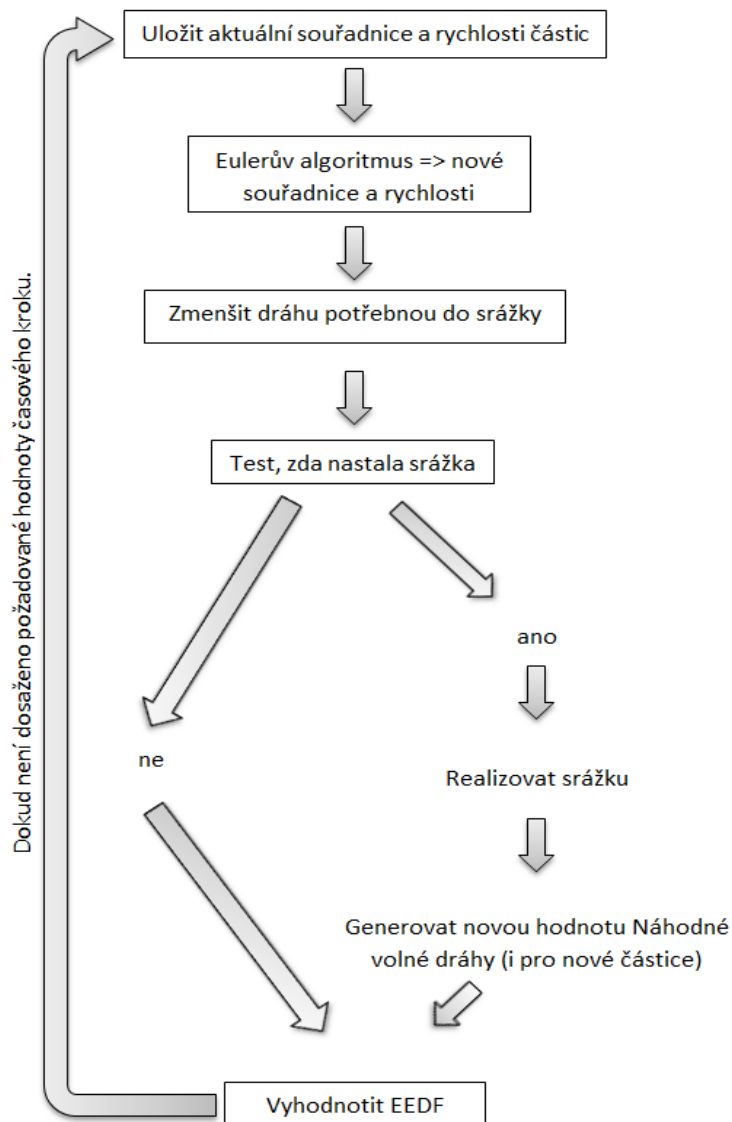 Uložit aktuální souřadnice a rychlosti částic
Eulerův algoritmus => nové
souřadnice a rychlosti
Zmenšit dráhu potřebnou do srážky
Test, zda nastala srážka
Dokud není dosaženo požadované hodnoty časového kroku.
ano
ne
Realizovat srážku
Generovat novou hodnotu Náhodné
volné dráhy (i pro nové částice)
Vyhodnotit EEDF